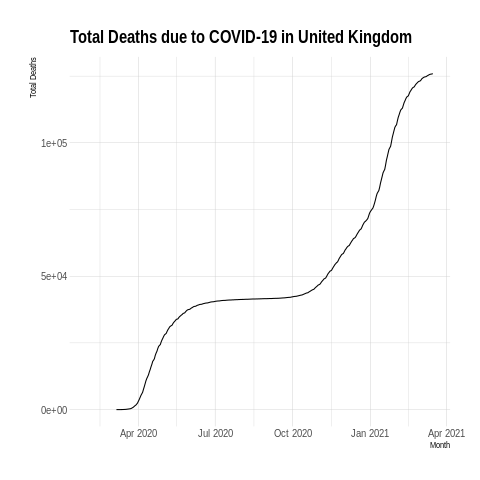 Total Deaths due to COVID-19 in United Kingdom
Total Deaths
1e+05
5e+04
0e+00
Apr 2020 Jul 2020 Oct 2020 Jan 2021 Apr 2021
Month